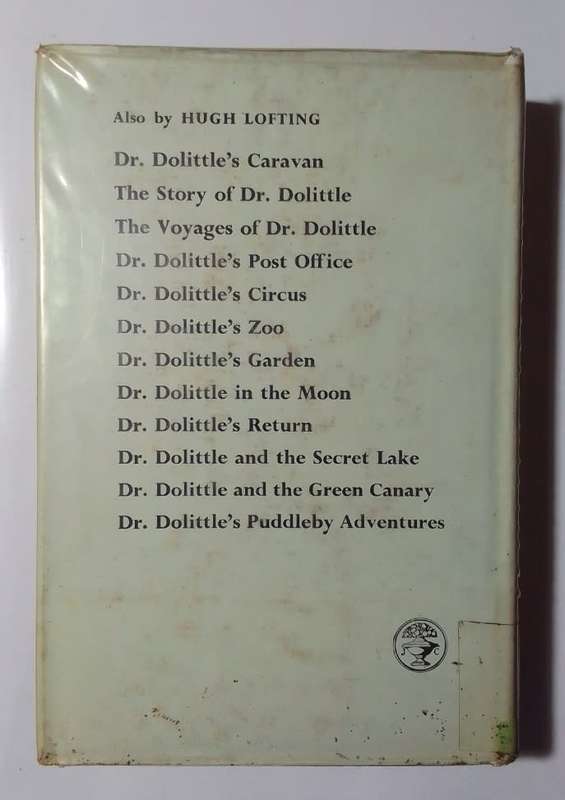 Also by HUGH LOFTING
Dr. Dolittle's Caravan
The Story of Dr. Dolittle
The Voyages of Dr. Dolittle
Dr. Dolittle's Post Office
Dr. Dolittle's Circus
Dr. Dolittle's Zoo
Dr. Dolittle's Garden
Dr. Dolittle in the Moon
Dr. Dolittle's Return
Dr. Dolittle and the Secret Lake
Dr. Dolittle and the Green Canary
Dr. Dolittle's Puddleby Adventures
J C